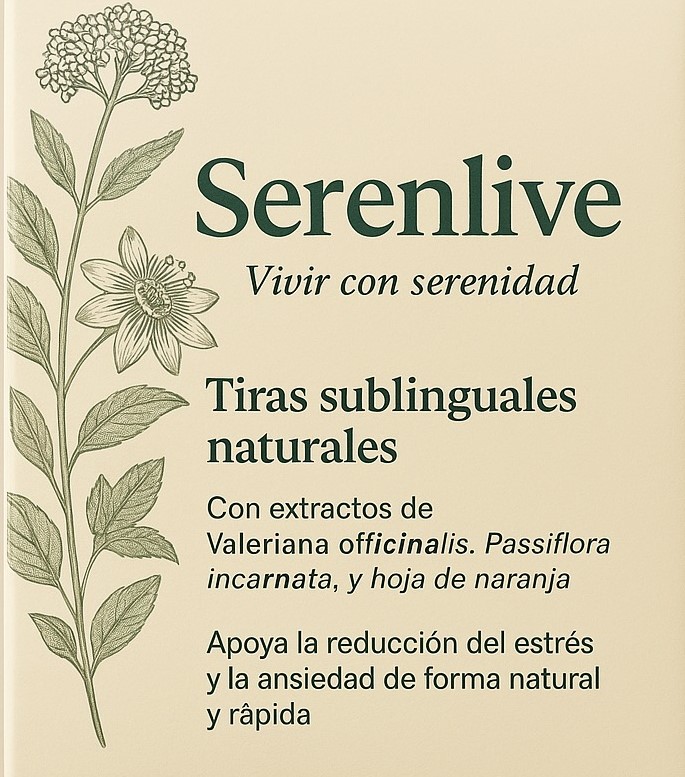 Serenlive
Vivir con serenidad
Tiras sublinguales
naturales
Con extractos de
Valeriana officinalis. Passiflora
incarnata, y hoja de naranja
Apoya la reducción del estrés
y la ansiedad de forma natural
y râpida